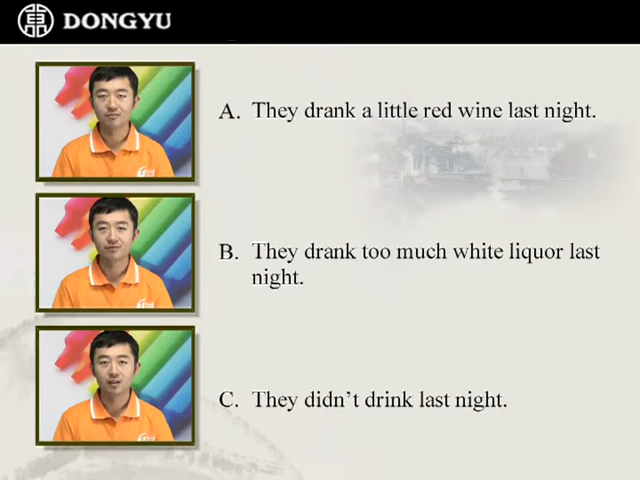 DONGYU
A. They drank a little red wine last night.
B. They drank too much white liquor last
night.
C. They didn't drink last night.